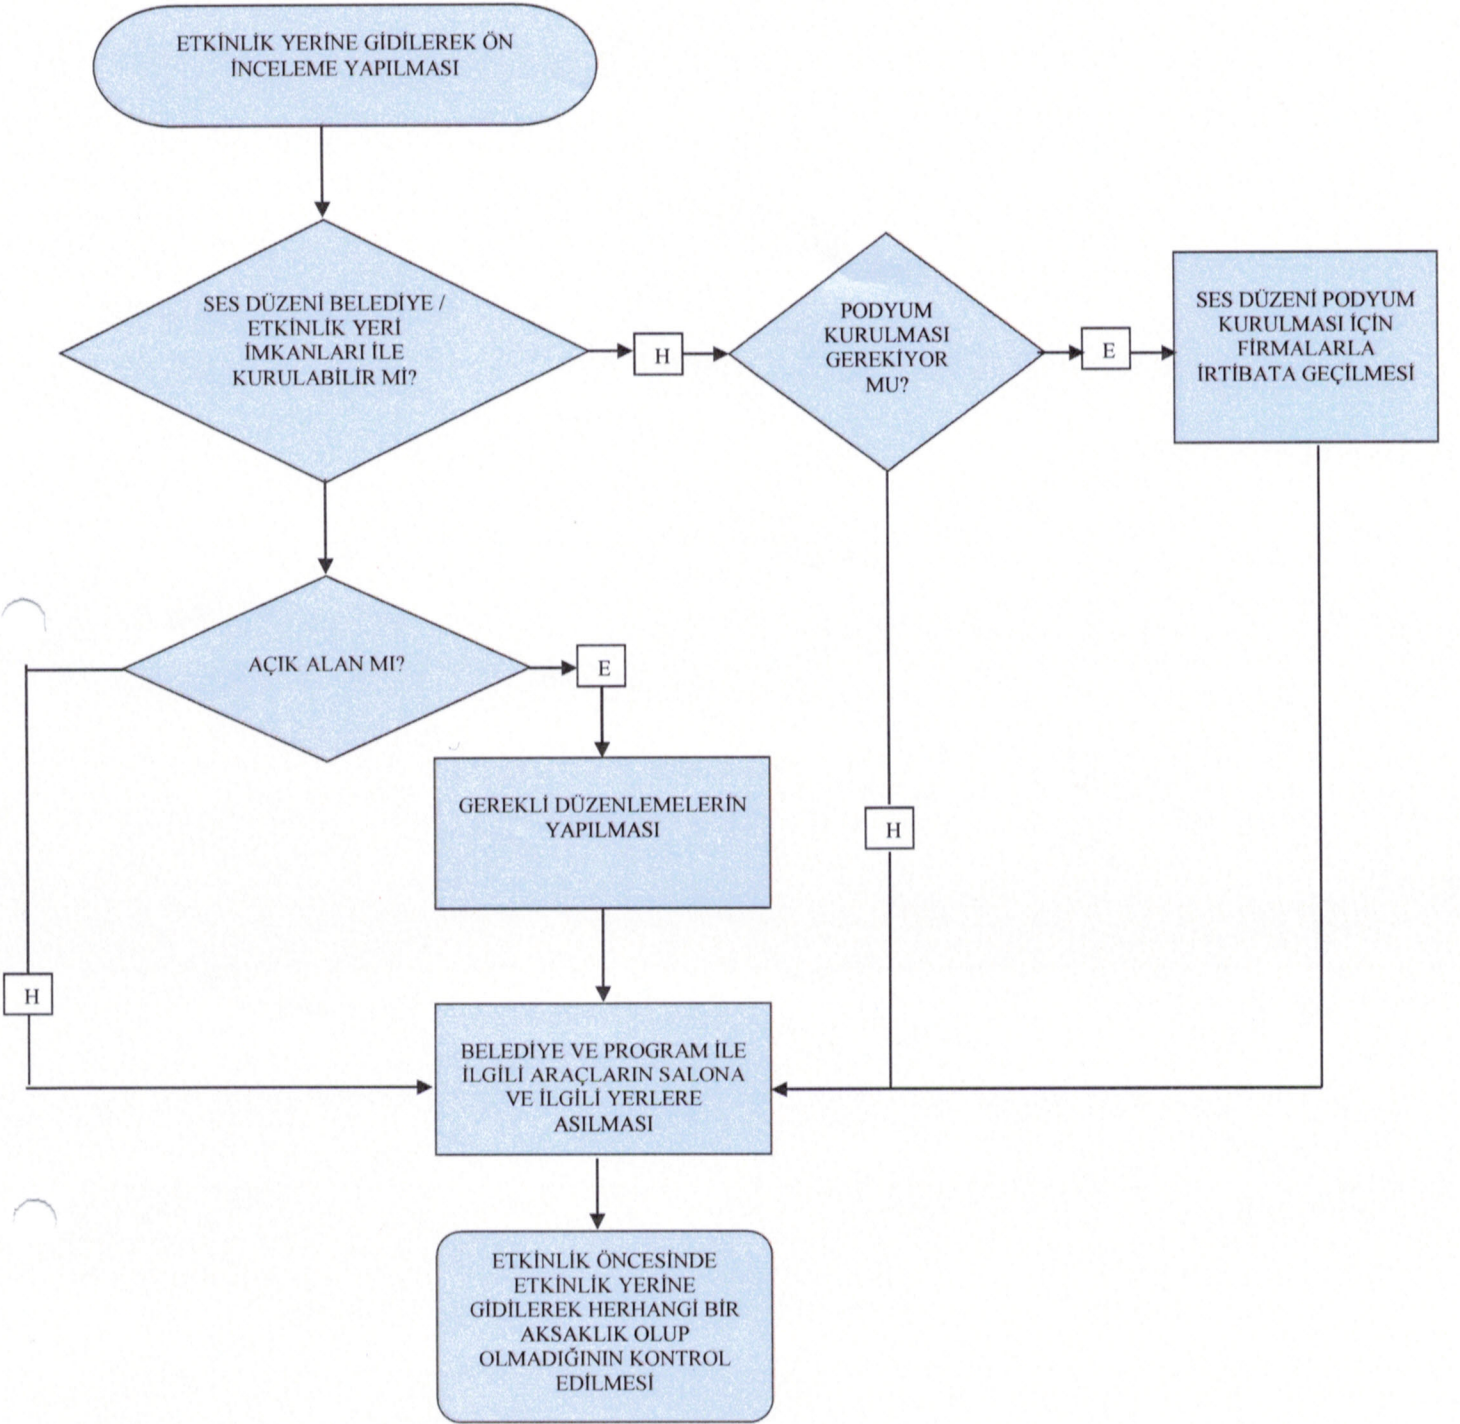 ETKİNLİK YERİNE GİDİLEREK ÖN
İNCELEME YAPILMASI
SES DÜZENİ BELEDİYE /
ETKİNLİK YERİ
İMKANLARI İLE
KURULABİLİR Mİ?
H
PODYUM
KURULMASI
GEREKİYOR
MU?
E
SES DÜZENİ PODYUM
KURULMASI İÇİN
FİRMALARLA
İRTİBATA GEÇİLMESİ
AÇIK ALAN MI?
E
GEREKLİ DÜZENLEMELERİN
YAPILMASI
H
H
BELEDİYE VE PROGRAM İLE
İLGİLİ ARAÇLARIN SALONA
VE İLGİLİ YERLERE
ASILMASI
ETKİNLİK ÖNCESİNDE
ETKİNLİK YERİNE
GİDİLEREK HERHANGİ BİR
AKSAKLIK OLUP
OLMADIĞININ KONTROL
EDİLMESİ